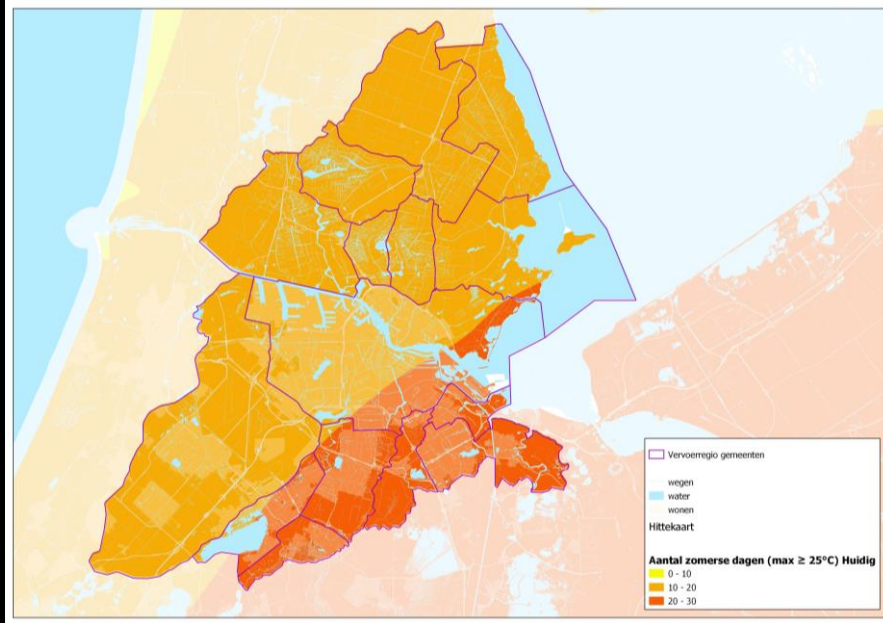 Vervoerregio gemeenten
wegen
water
wonen
Hittekaart
Aantal zomerse dagen (max ≥ 25°C) Huidig
0 - 10
10 - 20
20 - 30